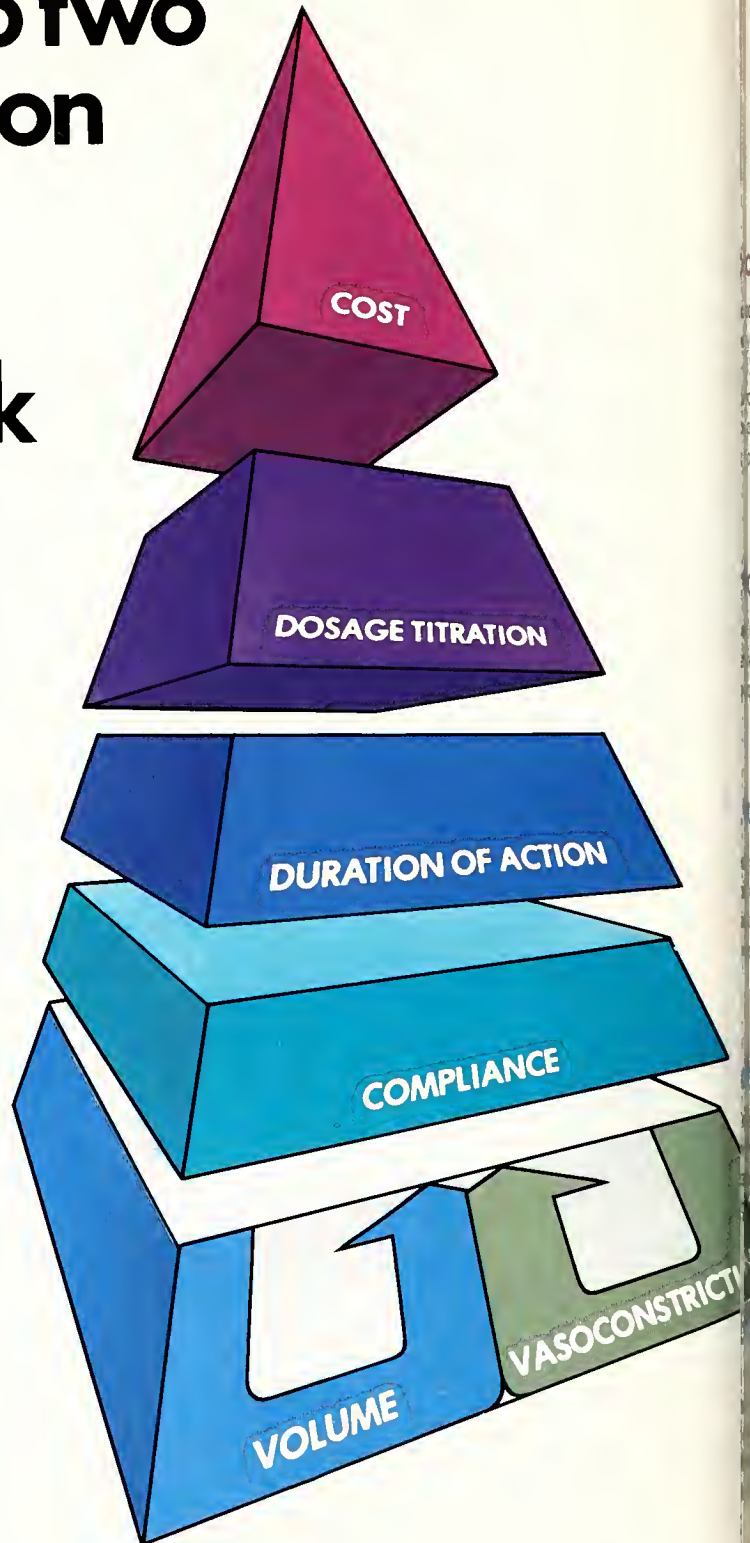 two
on
k
COST
DOSAGE TITRATION
DURATION OF ACTION
COMPLIANCE
VASOCONSTRICTI
VOLUME